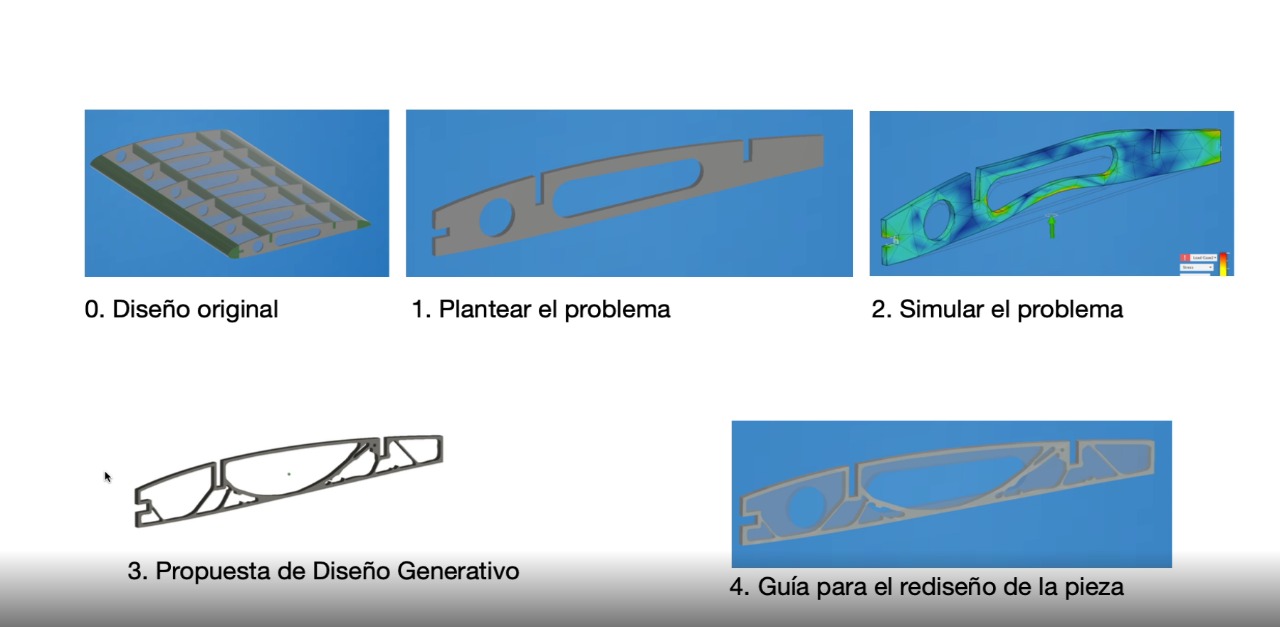 0. Diseño original
1. Plantear el problema
2. Simular el problema
3. Propuesta de Diseño Generativo
4. Guía para el rediseño de la pieza